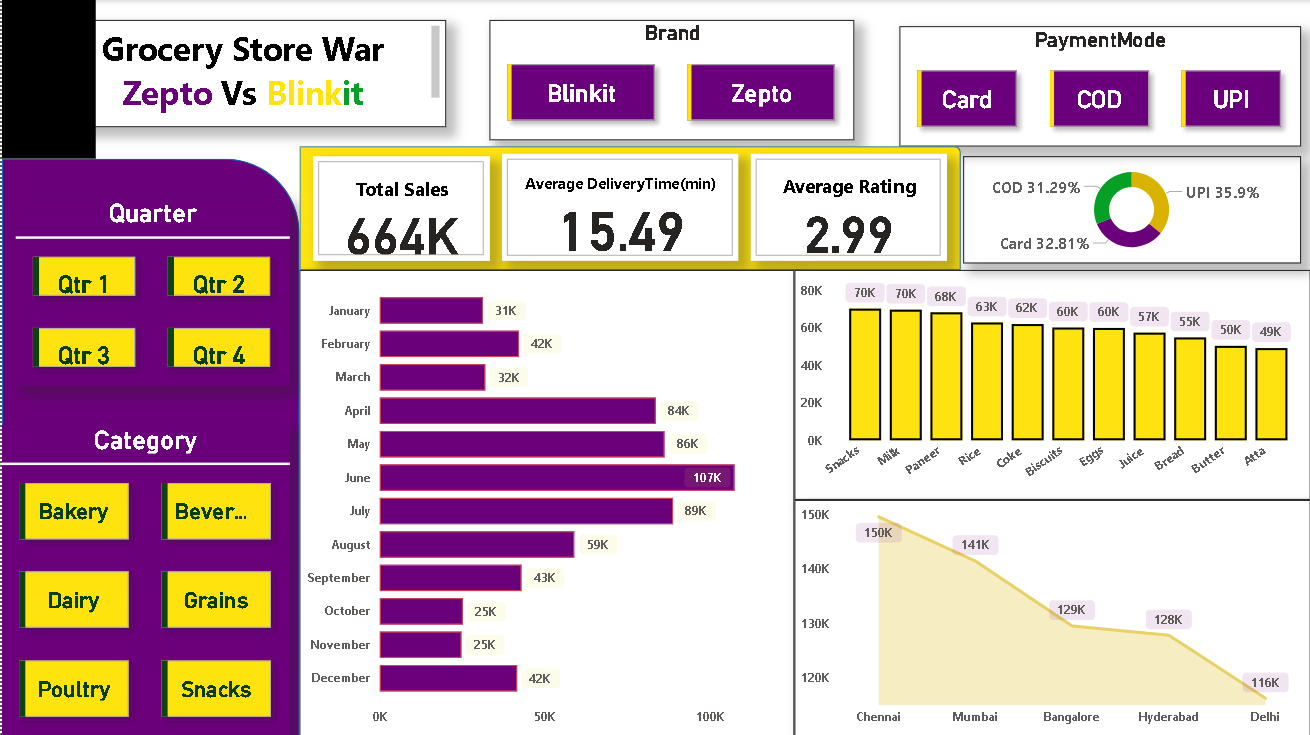 Grocery Store War
Zepto Vs Blinkit
Brand
Blinkit
Zepto
PaymentMode
Card
COD
UPI
Quarter
Qtr 1
Qtr 2
Qtr 3
Qtr 4
Category
Bakery
Bever...
Dairy
Grains
Poultry
Snacks
Total Sales
664K
Average DeliveryTime(min)
15.49
Average Rating
2.99
COD 31.29%
UPI 35.9%
Card 32.81%
January 31K
February 42K
March 32K
April 84K
May 86K
June 107K
July 89K
August 59K
September 43K
October 25K
November 25K
December 42K
0K 50K 100K
80K
60K
40K
20K
0K
70K 70K 68K 63K 62K 60K 60K 57K 55K 50K 49K
Snacks Milk Paneer Rice Coke Biscuits Eggs Juice Bread Butter Atta
150K
140K
130K
120K
150K 141K 129K 128K 116K
Chennai Mumbai Bangalore Hyderabad Delhi